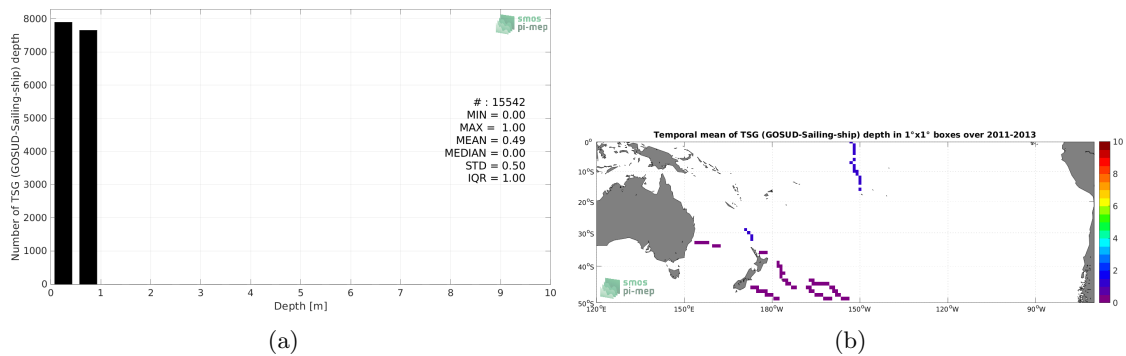 8000
7000
6000
5000
4000
3000
2000
1000
0
Number of TSG (GOSUD-Sailing-ship) depth
smos
pi-mep
# : 15542
MIN = 0.00
MAX = 1.00
MEAN = 0.49
MEDIAN = 0.00
STD = 0.50
IQR = 1.00
0 1 2 3 4 5 6 7 8 9 10
Depth [m]
(a)
Temporal mean of TSG (GOSUD-Sailing-ship) depth in 1°x1° boxes over 2011-2013
0°
10°S
20°S
30°S
40°S
50°S
smos
pi-mep
120°E 150°E 180°W 150°W 120°W 90°W
10
8
6
4
2
0
(b)